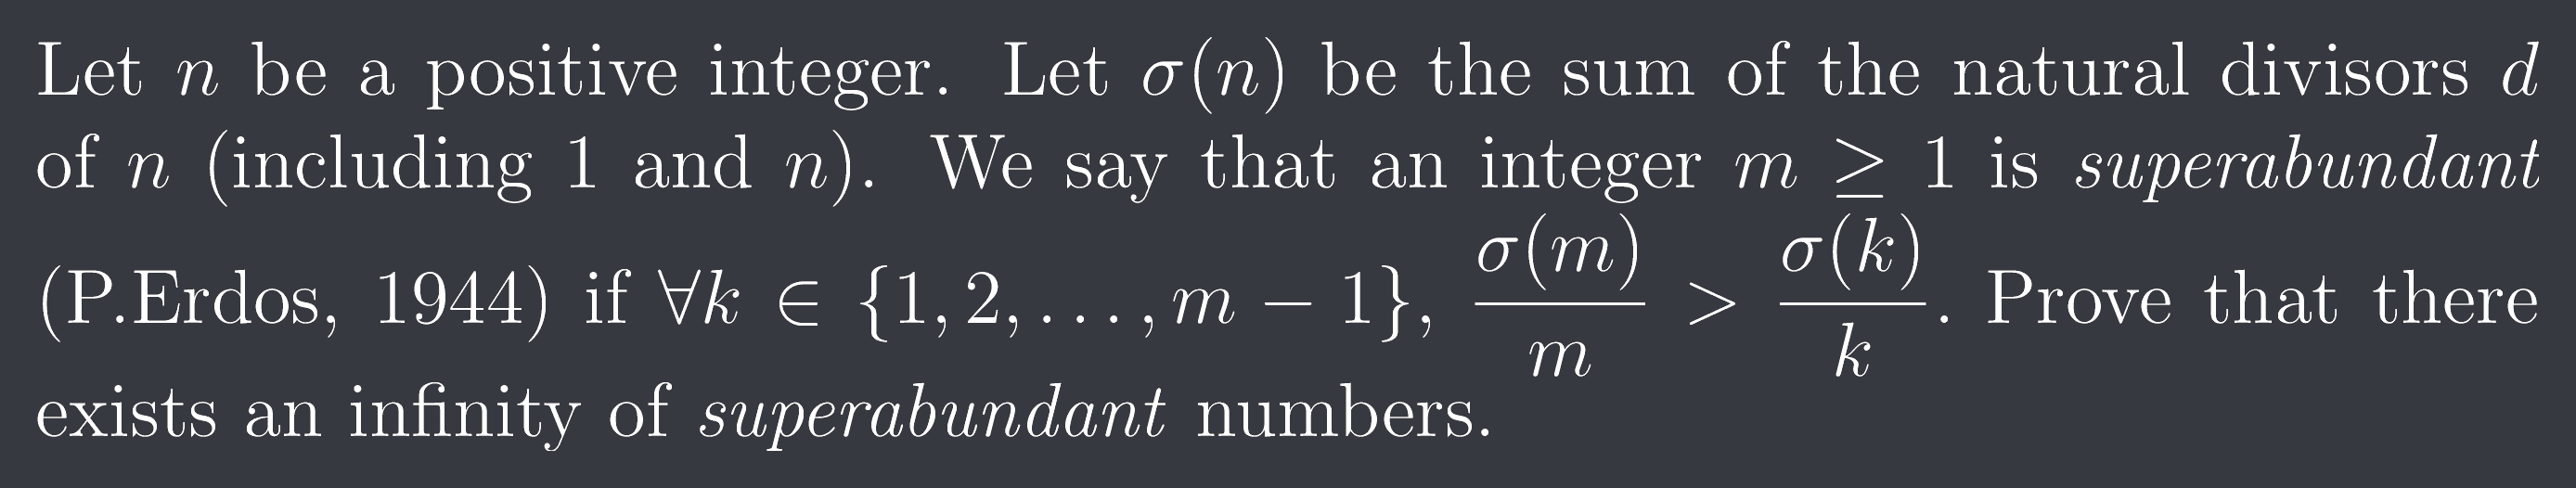 Let n be a positive integer. Let σ(n) be the sum of the natural divisors d
of n (including 1 and n). We say that an integer m ≥ 1 is superabundant
(P.Erdos, 1944) if ∀k ∈ {1, 2, . . . , m − 1}, σ(m)/m > σ(k)/k. Prove that there
exists an infinity of superabundant numbers.